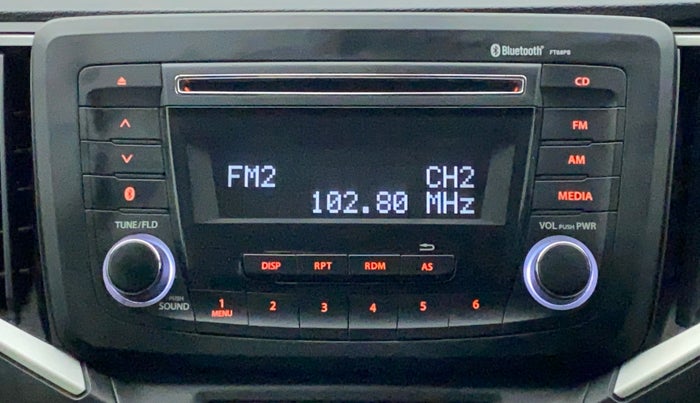 Bluetooth® FT68PB
CD
FM
FM2 CH2
AM
102.80 MHz
MEDIA
TUNE/FLD
VOL PUSH PWR
DISP RPT RDM AS
PUSH
SOUND
1 2 3 4 5 6
MENU